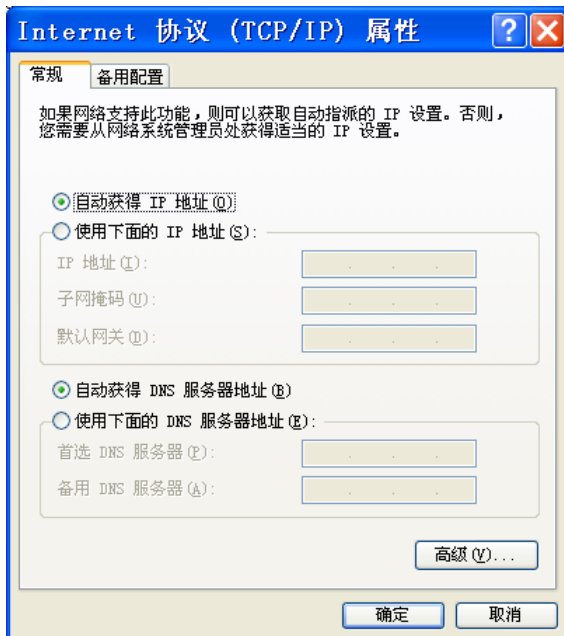 Internet 协议 (TCP/IP) 属性
常规
备用配置
如果网络支持此功能，则可以获取自动指派的 IP 设置。否则，
您需要从网络系统管理员处获得适当的 IP 设置。
自动获得 IP 地址(O)
使用下面的 IP 地址(S):
IP 地址(I):
子网掩码(U):
默认网关(D):
自动获得 DNS 服务器地址(B)
使用下面的 DNS 服务器地址(E):
首选 DNS 服务器(P):
备用 DNS 服务器(A):
高级(V)...
确定
取消